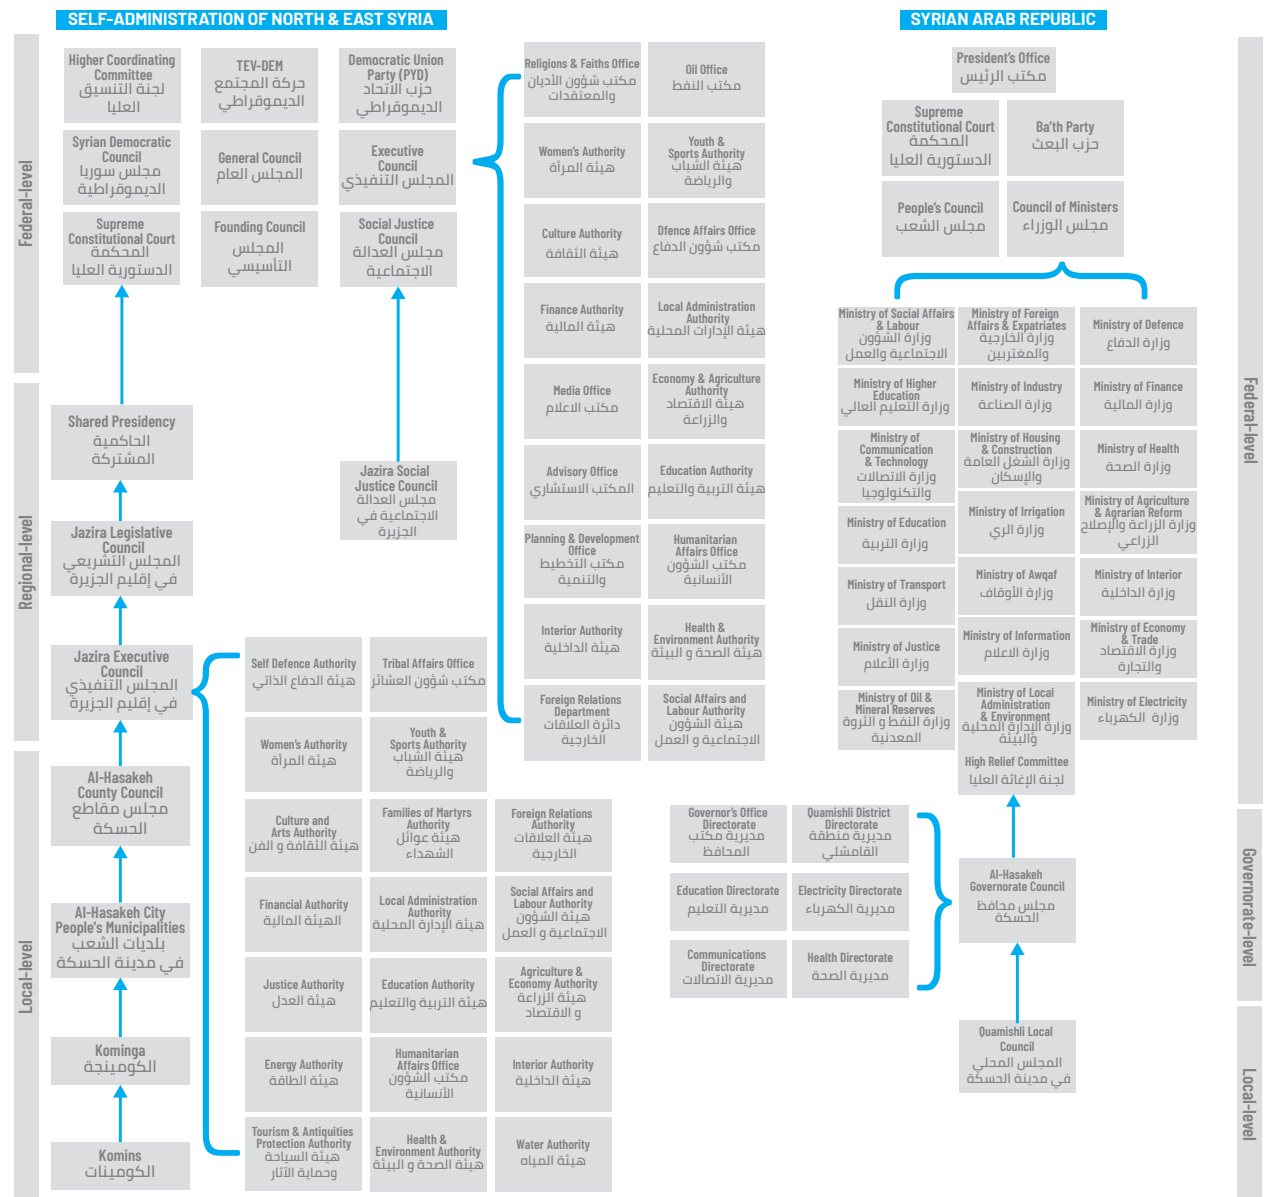 SELF-ADMINISTRATION OF NORTH & EAST SYRIA
Federal-level
Higher Coordinating
Committee
لجنة التنسيق
العليا
TEV-DEM
حركة المجتمع
الديموقراطي
Democratic Union
Party (PYD)
حزب الاتحاد
الديموقراطي
Syrian Democratic
Council
مجلس سوريا
الديموقراطية
General Council
المجلس العام
Executive
Council
المجلس التنفيذي
Supreme
Constitutional Court
المحكمة
الدستورية العليا
Founding Council
المجلس
التأسيسي
Social Justice
Council
مجلس العدالة
الاجتماعية
Religions & Faiths Office
مكتب شؤون الأديان
والمعتقدات
Oil Office
مكتب النفط
Women's Authority
هيئة المرأة
Youth &
Sports Authority
هيئة الشباب
والرياضة
Culture Authority
هيئة الثقافة
Dfence Affairs Office
مكتب شؤون الدفاع
Finance Authority
هيئة المالية
Local Administration
Authority
هيئة الإدارات المحلية
Media Office
مكتب الاعلام
Economy & Agriculture
Authority
هيئة الاقتصاد
والزراعة
Advisory Office
المكتب الاستشاري
Education Authority
هيئة التربية والتعليم
Planning & Development
Office
مكتب التخطيط
والتنمية
Humanitarian
Affairs Office
مكتب الشؤون
الأنسانية
Interior Authority
هيئة الداخلية
Health &
Environment Authority
هيئة الصحة و البيئة
Foreign Relations
Department
دائرة العلاقات
الخارجية
Social Affairs and
Labour Authority
هيئة الشؤون
الاجتماعية و العمل
Regional-level
Shared Presidency
الحاكمية
المشتركة
Jazira Social
Justice Council
مجلس العدالة
الاجتماعية في
الجزيرة
Jazira Legislative
Council
المجلس التشريعي
في إقليم الجزيرة
Jazira Executive
Council
المجلس التنفيذي
في إقليم الجزيرة
Local-level
Al-Hasakeh
County Council
مجلس مقاطع
الحسكة
Al-Hasakeh City
People's Municipalities
بلديات الشعب
في مدينة الحسكة
Kominga
الكومينجة
Komins
الكومينات
Self Defence Authority
هيئة الدفاع الذاتي
Tribal Affairs Office
مكتب شؤون العشائر
Women's Authority
هيئة المرأة
Youth &
Sports Authority
هيئة الشباب
والرياضة
Culture and
Arts Authority
هيئة الثقافة و الفن
Families of Martyrs
Authority
هيئة عوائل
الشهداء
Foreign Relations
Authority
هيئة العلاقات
الخارجية
Financial Authority
الهيئة المالية
Local Administration
Authority
هيئة الإدارة المحلية
Social Affairs and
Labour Authority
هيئة الشؤون
الاجتماعية و العمل
Justice Authority
هيئة العدل
Education Authority
هيئة التربية والتعليم
Agriculture &
Economy Authority
هيئة الزراعة
و الاقتصاد
Energy Authority
هيئة الطاقة
Humanitarian
Affairs Office
مكتب الشؤون
الأنسانية
Interior Authority
هيئة الداخلية
Tourism & Antiquities
Protection Authority
هيئة السياحة
وحماية الآثار
Health &
Environment Authority
هيئة الصحة و البيئة
Water Authority
هيئة المياه
SYRIAN ARAB REPUBLIC
Federal-level
President's Office
مكتب الرئيس
Supreme
Constitutional Court
المحكمة
الدستورية العليا
Ba'th Party
حزب البعث
People's Council
مجلس الشعب
Council of Ministers
مجلس الوزراء
Ministry of Social Affairs
& Labour
وزارة الشؤون
الاجتماعية والعمل
Ministry of Foreign
Affairs & Expatriates
وزارة الخارجية
والمغتربين
Ministry of Defence
وزارة الدفاع
Ministry of Higher
Education
وزارة التعليم العالي
Ministry of Industry
وزارة الصناعة
Ministry of Finance
وزارة المالية
Ministry of
Communication
& Technology
وزارة الاتصالات
والتكنولوجيا
Ministry of Housing
& Construction
وزارة الشغل العامة
والإسكان
Ministry of Health
وزارة الصحة
Ministry of Education
وزارة التربية
Ministry of Irrigation
وزارة الري
Ministry of Agriculture
& Agrarian Reform
وزارة الزراعة والإصلاح
الزراعي
Ministry of Transport
وزارة النقل
Ministry of Awqaf
وزارة الأوقاف
Ministry of Interior
وزارة الداخلية
Ministry of Justice
وزارة الأعلام
Ministry of Information
وزارة الاعلام
Ministry of Economy
& Trade
وزارة الاقتصاد
والتجارة
Ministry of Oil &
Mineral Reserves
وزارة النفط و الثروة
المعدنية
Ministry of Local
Administration
& Environment
وزارة الإدارة المحلية
والبيئة
Ministry of Electricity
وزارة الكهرباء
High Relief Committee
لجنة الإغاثة العليا
Governorate-level
Governor's Office
Directorate
مديرية مكتب
المحافظ
Quamishli District
Directorate
مديرية منطقة
القامشلي
Education Directorate
مديرية التعليم
Electricity Directorate
مديرية الكهرباء
Communications
Directorate
مديرية الاتصالات
Health Directorate
مديرية الصحة
Al-Hasakeh
Governorate Council
مجلس محافظ
الحسكة
Local-level
Quamishli Local
Council
المجلس المحلي
في مدينة الحسكة